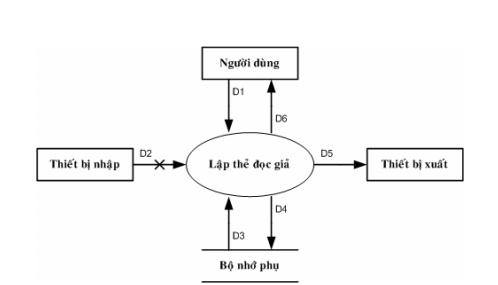 Người dùng
D1
D6
Thiết bị nhập
D2
Lập thẻ đọc giả
D5
Thiết bị xuất
D3
D4
Bộ nhớ phụ